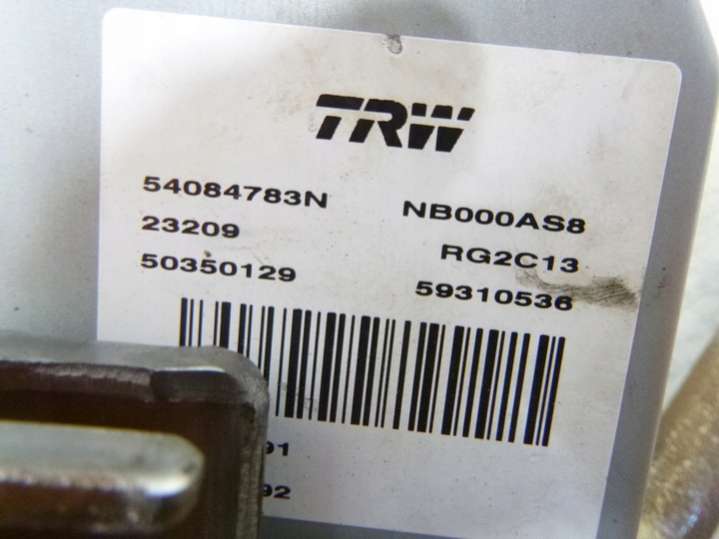 TRW
54084783N NB000AS8
23209 RG2C13
50350129 59310536
91
92